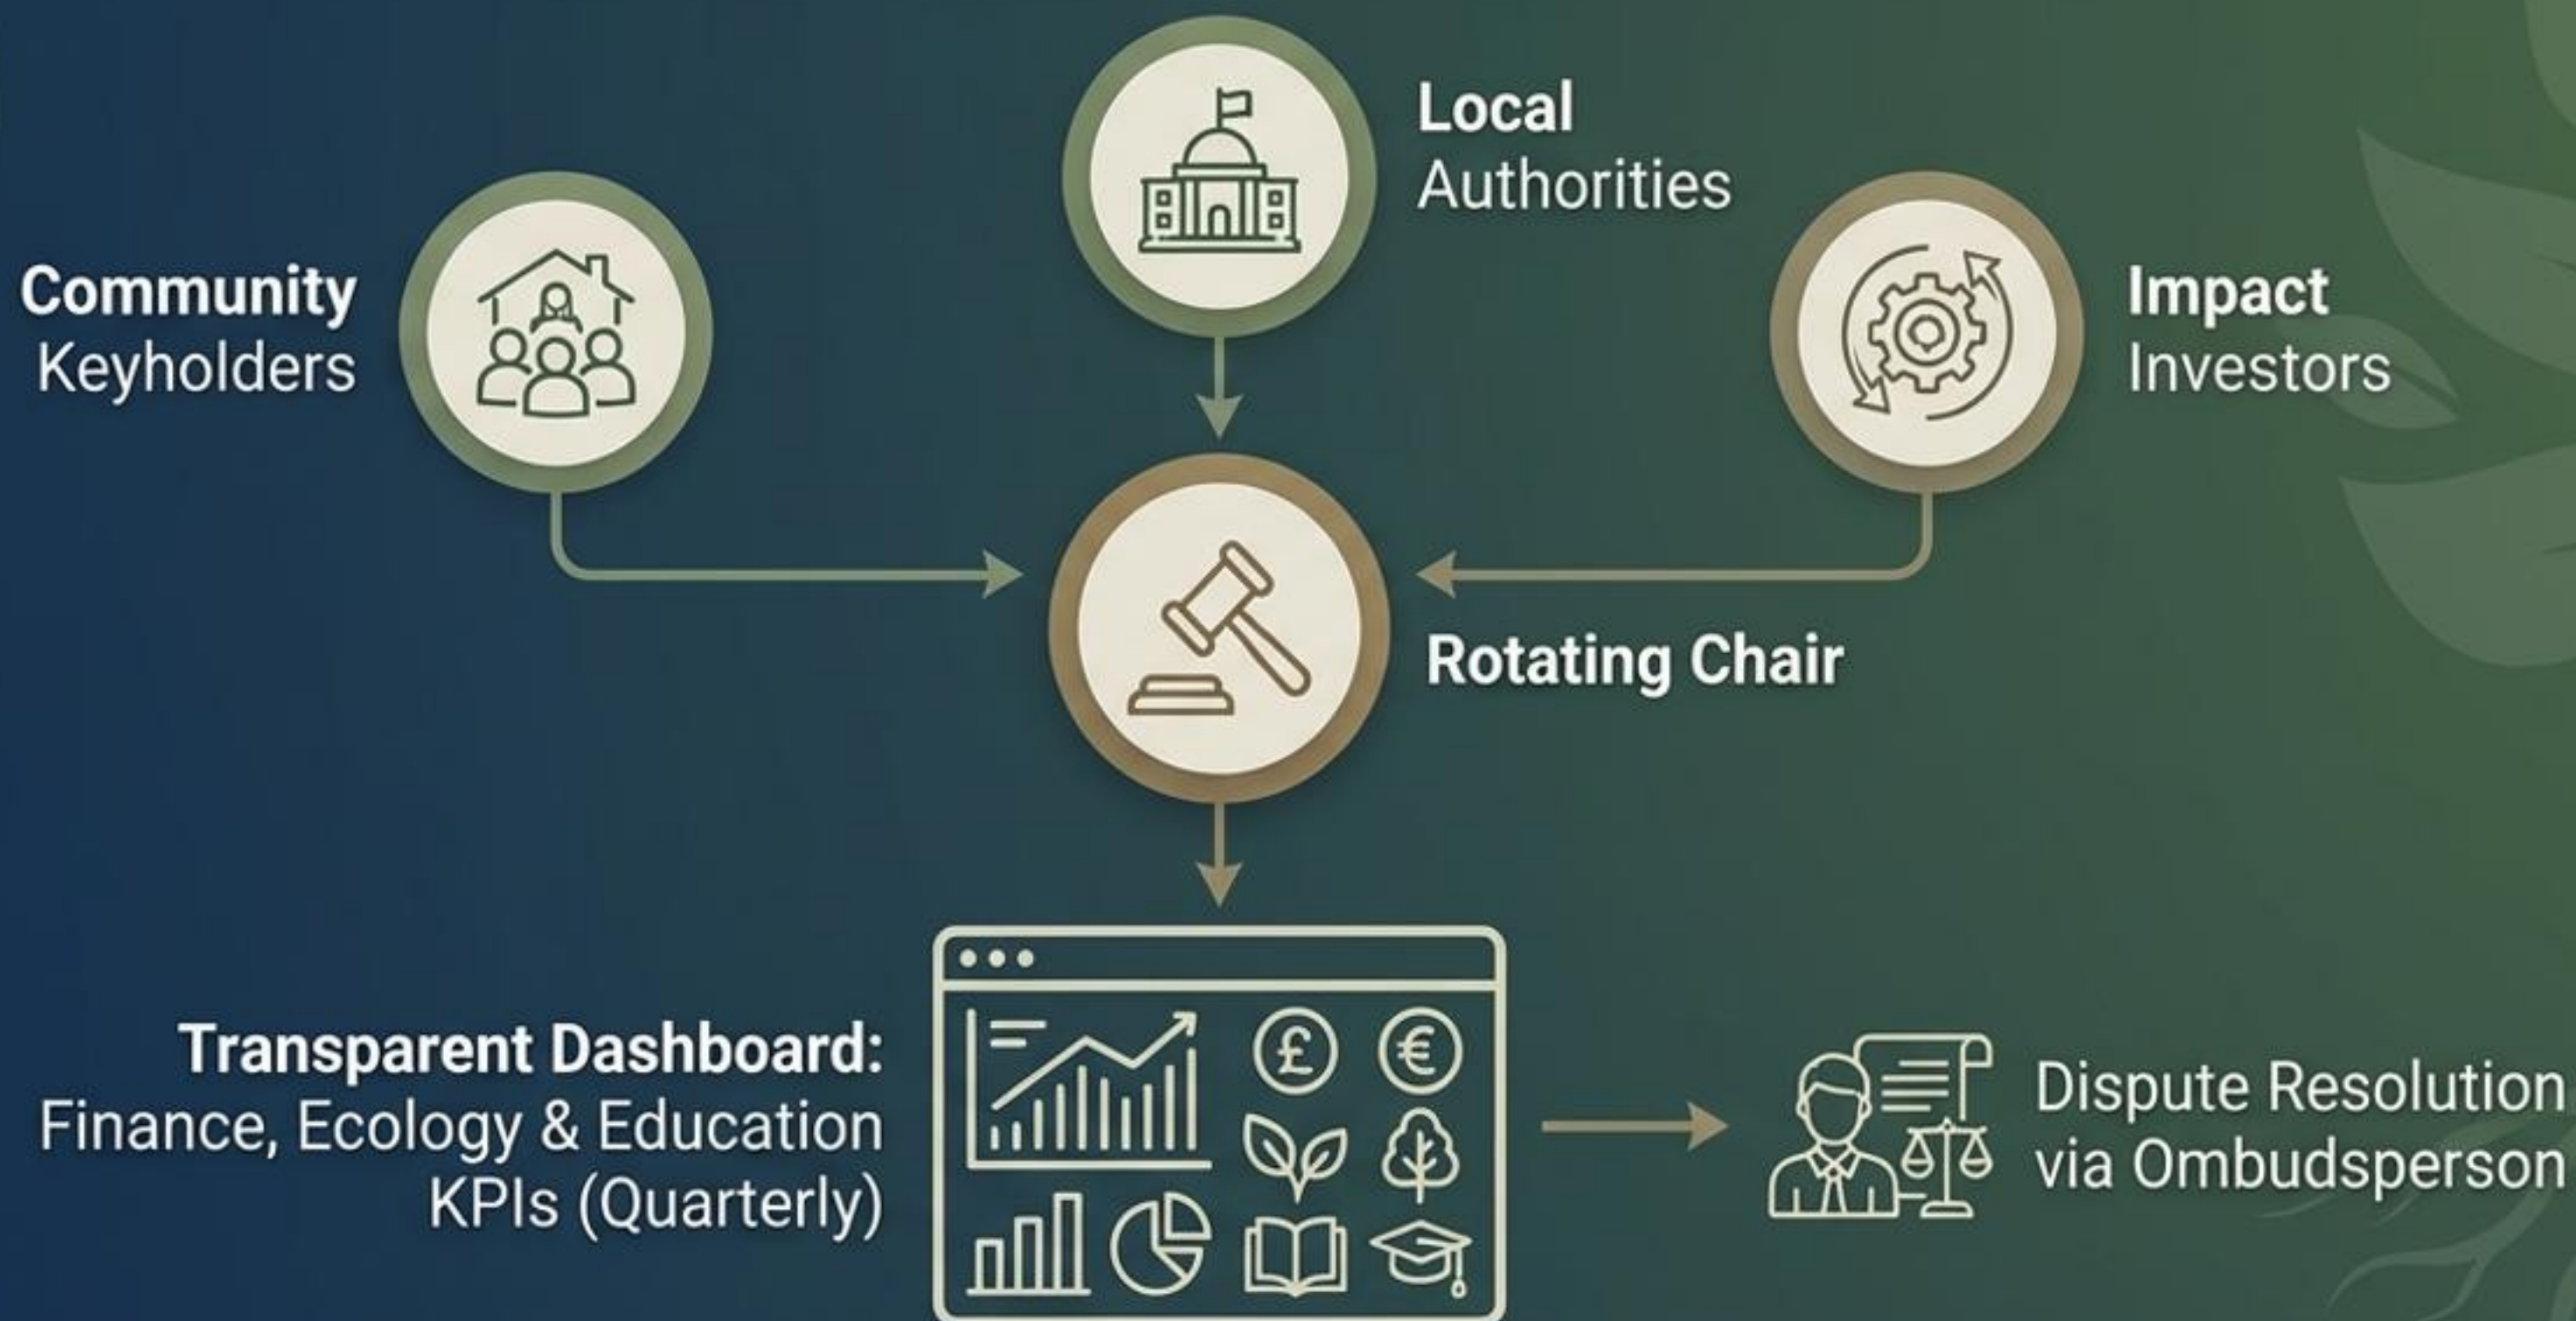 Local
Authorities
Community
Keyholders
Impact
Investors
Rotating Chair
Transparent Dashboard:
Finance, Ecology & Education
KPIs (Quarterly)
£
€
Dispute Resolution
via Ombudsperson